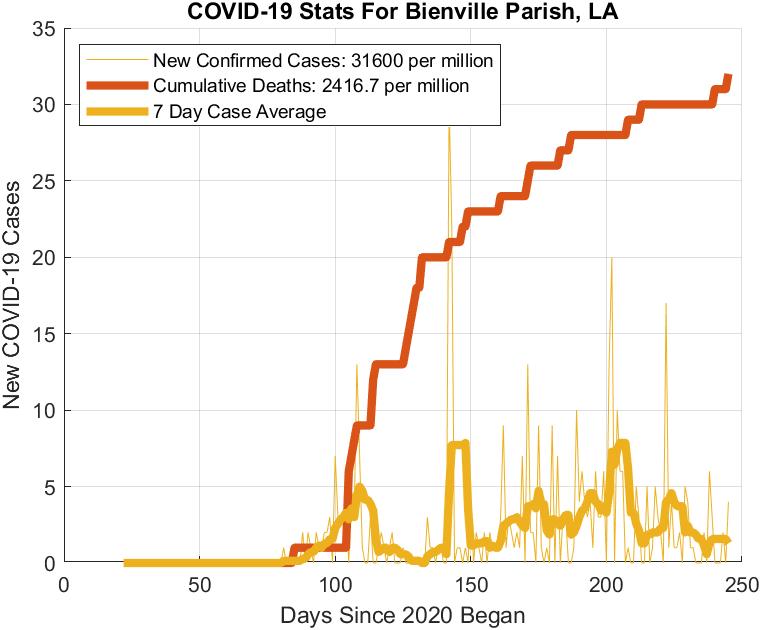 COVID-19 Stats For Bienville Parish, LA
New Confirmed Cases: 31600 per million
Cumulative Deaths: 2416.7 per million
7 Day Case Average
New COVID-19 Cases
35
30
25
20
15
10
5
0
0 50 100 150 200 250
Days Since 2020 Began